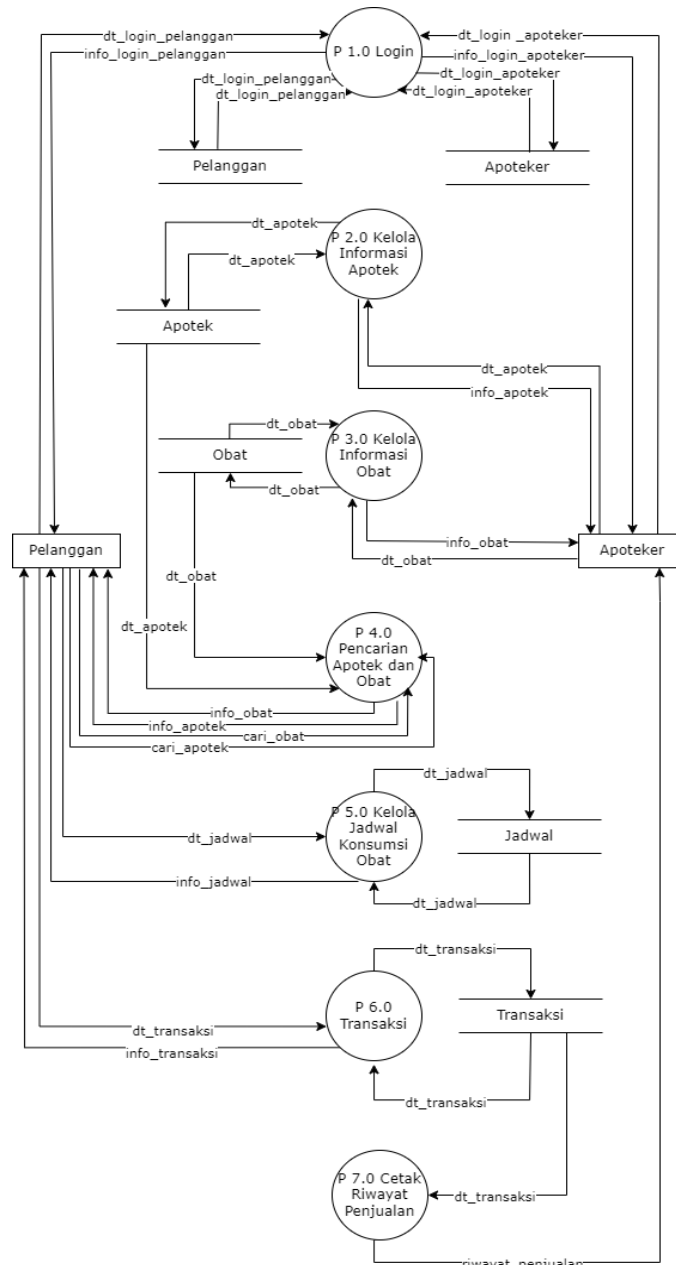 dt_login_pelanggan
info_login_pelanggan
P 1.0 Login
dt_login _apoteker
info_login_apoteker
dt_login_pelanggan
dt_login_pelanggan
dt_login_apoteker
dt_login_apoteker
Pelanggan
Apoteker
dt_apotek
dt_apotek
P 2.0 Kelola
Informasi
Apotek
Apotek
dt_apotek
info_apotek
dt_obat
Obat
dt_obat
P 3.0 Kelola
Informasi
Obat
info_obat
dt_obat
Pelanggan
Apoteker
dt_obat
dt_apotek
P 4.0
Pencarian
Apotek dan
Obat
info_obat
info_apotek
cari_obat
cari_apotek
dt_jadwal
P 5.0 Kelola
Jadwal
Konsumsi
Obat
Jadwal
dt_jadwal
info_jadwal
dt_jadwal
dt_transaksi
P 6.0
Transaksi
Transaksi
dt_transaksi
info_transaksi
dt_transaksi
P 7.0 Cetak
Riwayat
Penjualan
dt_transaksi
riwayat_penjualan